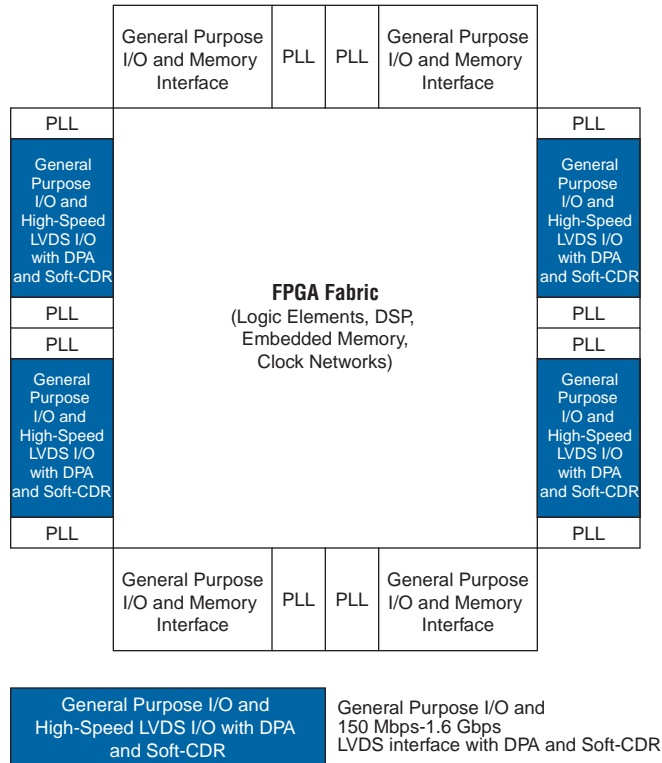 General Purpose
I/O and Memory
Interface
PLL
PLL
General Purpose
I/O and Memory
Interface
PLL
General
Purpose
I/O and
High-Speed
LVDS I/O
with DPA
and Soft-CDR
PLL
PLL
General
Purpose
I/O and
High-Speed
LVDS I/O
with DPA
and Soft-CDR
PLL
FPGA Fabric
(Logic Elements, DSP,
Embedded Memory,
Clock Networks)
PLL
General
Purpose
I/O and
High-Speed
LVDS I/O
with DPA
and Soft-CDR
PLL
PLL
General
Purpose
I/O and
High-Speed
LVDS I/O
with DPA
and Soft-CDR
PLL
General Purpose
I/O and Memory
Interface
PLL
PLL
General Purpose
I/O and Memory
Interface
General Purpose I/O and
High-Speed LVDS I/O with DPA
and Soft-CDR
General Purpose I/O and
150 Mbps-1.6 Gbps
LVDS interface with DPA and Soft-CDR